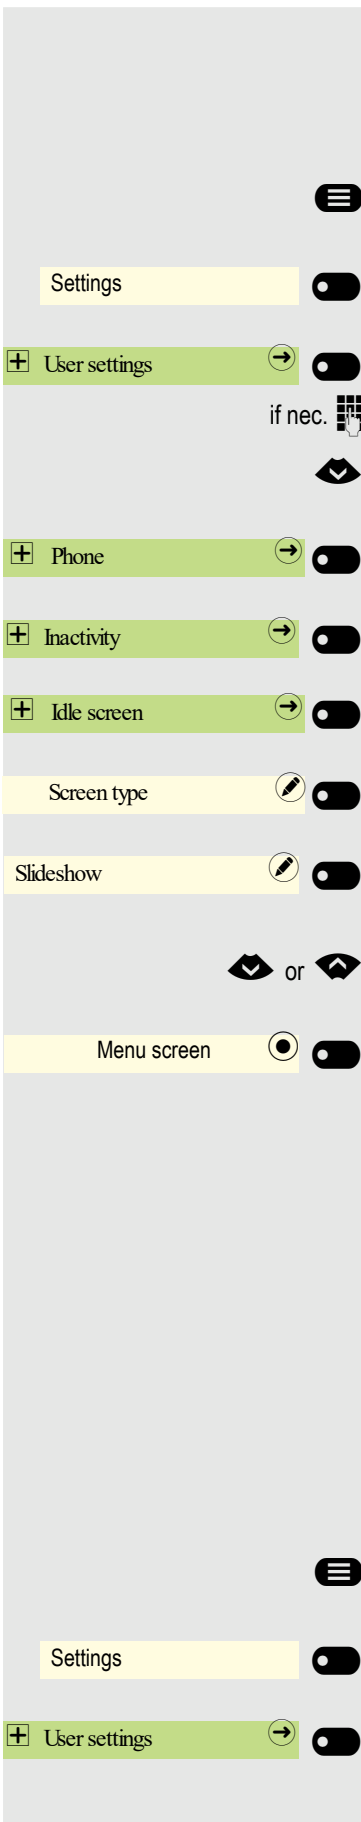 Settings
User settings
if nec.
Phone
Inactivity
Idle screen
Screen type
Slideshow
or
Menu screen
Settings
User settings